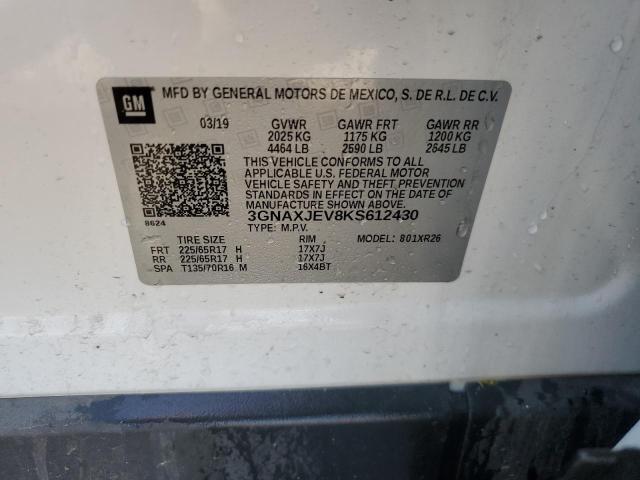 GM MFD BY GENERAL MOTORS DE MEXICO, S. DE R.L. DE C.V.
03/19 GVWR GAWR FRT GAWR RR
2025 KG 1175 KG 1200 KG
4464 LB 2590 LB 2645 LB
THIS VEHICLE CONFORMS TO ALL
APPLICABLE U.S. FEDERAL MOTOR
VEHICLE SAFETY AND THEFT PREVENTION
STANDARDS IN EFFECT ON THE DATE OF
MANUFACTURE SHOWN ABOVE.
8624 3GNAXJEV8KS612430
TYPE: M.P.V.
TIRE SIZE RIM MODEL: 801XR26
FRT 225/65R17 H 17X7J
RR 225/65R17 H 17X7J
SPA T135/70R16 M 16X4BT